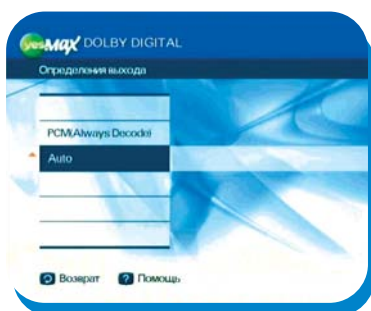 yesMax DOLBY DIGITAL
Определения выхода
PCM(Always Decode)
Auto
Возврат ? Помощь